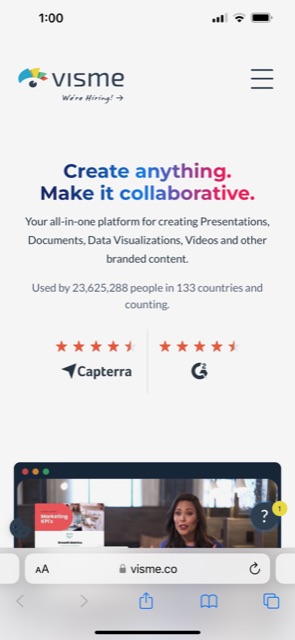 1:00
visme
We're Hiring! →
Create anything.
Make it collaborative.
Your all-in-one platform for creating Presentations,
Documents, Data Visualizations, Videos and other
branded content.
Used by 23,625,288 people in 133 countries and
counting.
Capterra
G2
Marketing
KPI's
? 1
AA visme.co